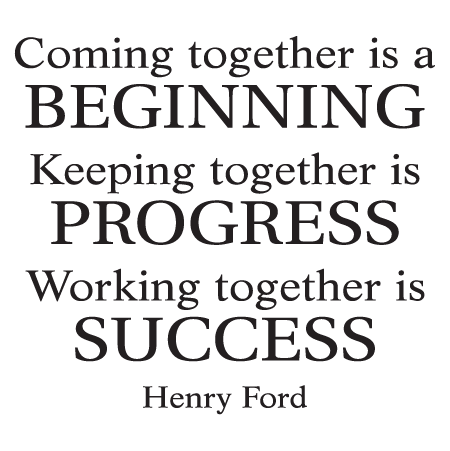 Coming together is a
BEGINNING
Keeping together is
PROGRESS
Working together is
SUCCESS
Henry Ford